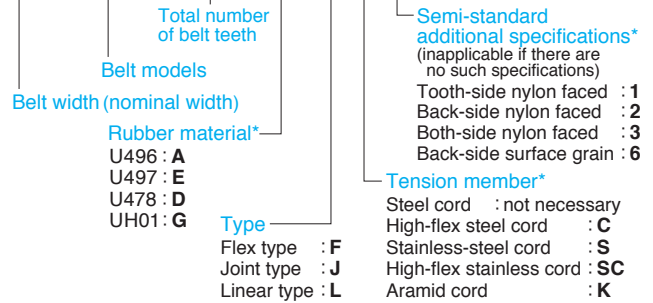 Total number
of belt teeth
Belt models
Belt width (nominal width)
Rubber material*
U496 : A
U497 : E
U478 : D
UH01 : G
Type
Flex type : F
Joint type : J
Linear type : L
Semi-standard
additional specifications*
(inapplicable if there are
no such specifications)
Tooth-side nylon faced : 1
Back-side nylon faced : 2
Both-side nylon faced : 3
Back-side surface grain : 6
Tension member*
Steel cord : not necessary
High-flex steel cord : C
Stainless-steel cord : S
High-flex stainless cord : SC
Aramid cord : K